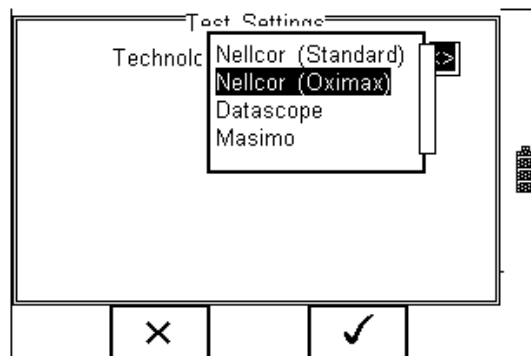 Test Settings
Technolo
Nellcor (Standard)
Nellcor (Oximax)
Datascope
Masimo
<>